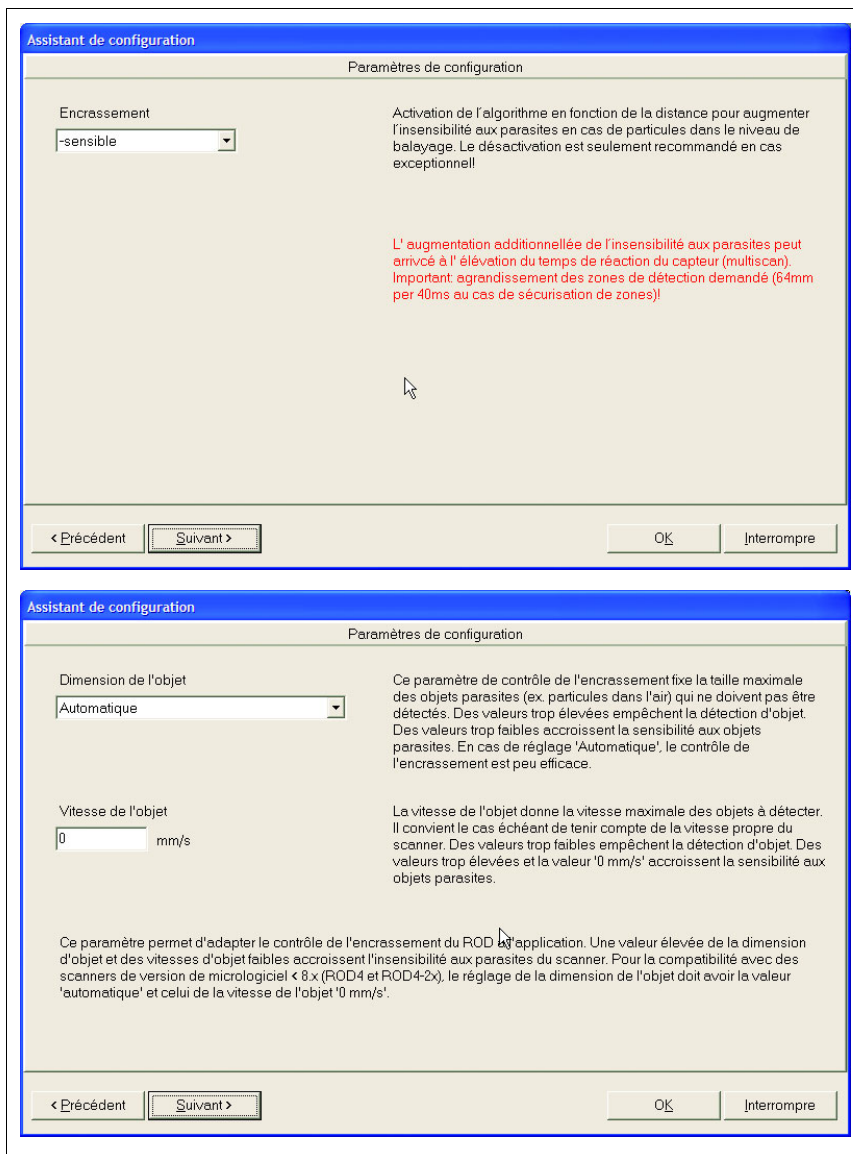 Assistant de configuration
Paramètres de configuration
Encrassement
-sensible
Activation de l'algorithme en fonction de la distance pour augmenter
l'insensibilité aux parasites en cas de particules dans le niveau de
balayage. Le désactivation est seulement recommandé en cas
exceptionnel!
L' augmentation additionnellée de l'insensibilité aux parasites peut
arrivcé à l' élévation du temps de réaction du capteur (multiscan).
Important: agrandissement des zones de détection demandé (64mm
per 40ms au cas de sécurisation de zones)!
< Précédent
Suivant >
OK
Interrompre
Assistant de configuration
Paramètres de configuration
Dimension de l'objet
Automatique
Ce paramètre de contrôle de l'encrassement fixe la taille maximale
des objets parasites (ex. particules dans l'air) qui ne doivent pas être
détectés. Des valeurs trop élevées empêchent la détection d'objet.
Des valeurs trop faibles accroissent la sensibilité aux objets
parasites. En cas de réglage 'Automatique', le contrôle de
l'encrassement est peu efficace.
Vitesse de l'objet
0 mm/s
La vitesse de l'objet donne la vitesse maximale des objets à détecter.
Il convient le cas échéant de tenir compte de la vitesse propre du
scanner. Des valeurs trop faibles empêchent la détection d'objet. Des
valeurs trop élevées et la valeur '0 mm/s' accroissent la sensibilité aux
objets parasites.
Ce paramètre permet d'adapter le contrôle de l'encrassement du ROD l'application. Une valeur élevée de la dimension
d'objet et des vitesses d'objet faibles accroissent l'insensibilité aux parasites du scanner. Pour la compatibilité avec des
scanners de version de micrologiciel < 8.x (ROD4 et ROD4-2x), le réglage de la dimension de l'objet doit avoir la valeur
'automatique' et celui de la vitesse de l'objet '0 mm/s'.
< Précédent
Suivant >
OK
Interrompre